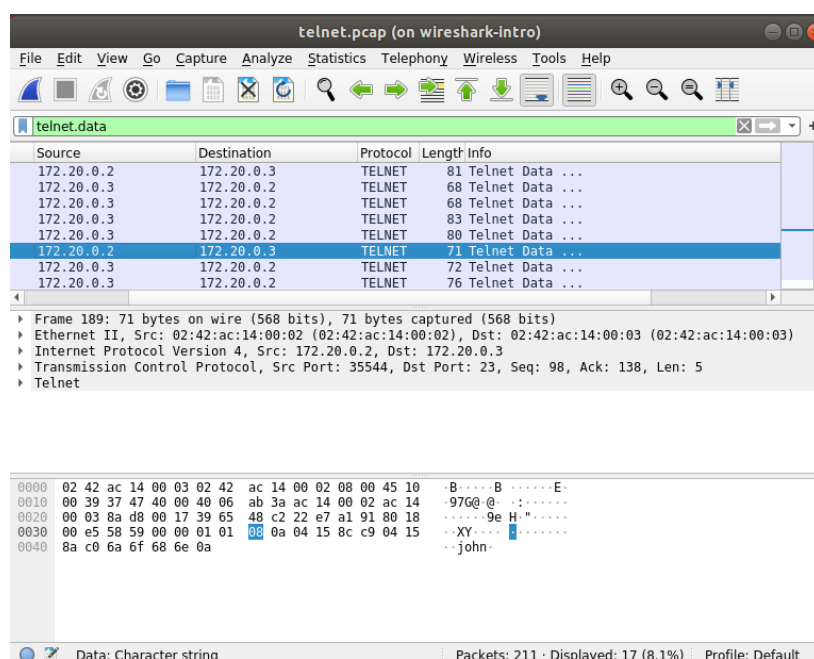 telnet.pcap (on wireshark-intro)
File Edit View Go Capture Analyze Statistics Telephony Wireless Tools Help
telnet.data
Source Destination Protocol Length Info
172.20.0.2 172.20.0.3 TELNET 81 Telnet Data ...
172.20.0.3 172.20.0.2 TELNET 68 Telnet Data ...
172.20.0.3 172.20.0.2 TELNET 68 Telnet Data ...
172.20.0.3 172.20.0.2 TELNET 83 Telnet Data ...
172.20.0.3 172.20.0.2 TELNET 80 Telnet Data ...
172.20.0.2 172.20.0.3 TELNET 71 Telnet Data ...
172.20.0.3 172.20.0.2 TELNET 72 Telnet Data ...
172.20.0.3 172.20.0.2 TELNET 76 Telnet Data ...
Frame 189: 71 bytes on wire (568 bits), 71 bytes captured (568 bits)
Ethernet II, Src: 02:42:ac:14:00:02 (02:42:ac:14:00:02), Dst: 02:42:ac:14:00:03 (02:42:ac:14:00:03)
Internet Protocol Version 4, Src: 172.20.0.2, Dst: 172.20.0.3
Transmission Control Protocol, Src Port: 35544, Dst Port: 23, Seq: 98, Ack: 138, Len: 5
Telnet
0000 02 42 ac 14 00 03 02 42 ac 14 00 02 08 00 45 10 ·B·····B ······E·
0010 00 39 37 47 40 00 40 06 ab 3a ac 14 00 02 ac 14 ·97G@·@· ·:······
0020 00 03 8a d8 00 17 39 65 48 c2 22 e7 a1 91 80 18 ······9e H·"·····
0030 00 e5 58 59 00 00 01 01 08 0a 04 15 8c c9 04 15 ··XY···· ········
0040 8a c0 6a 6f 68 6e 0a ··john·
Data: Character string Packets: 211 · Displayed: 17 (8.1%) Profile: Default